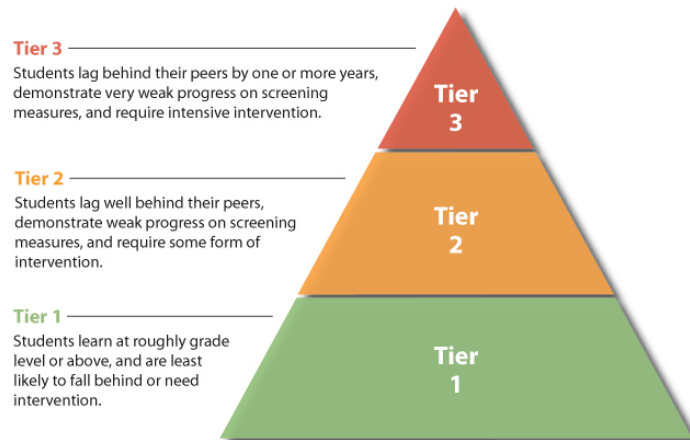 Tier 3
Students lag behind their peers by one or more years,
demonstrate very weak progress on screening
measures, and require intensive intervention.
Tier
3
Tier 2
Students lag well behind their peers,
demonstrate weak progress on screening
measures, and require some form of
intervention.
Tier
2
Tier 1
Students learn at roughly grade
level or above, and are least
likely to fall behind or need
intervention.
Tier
1